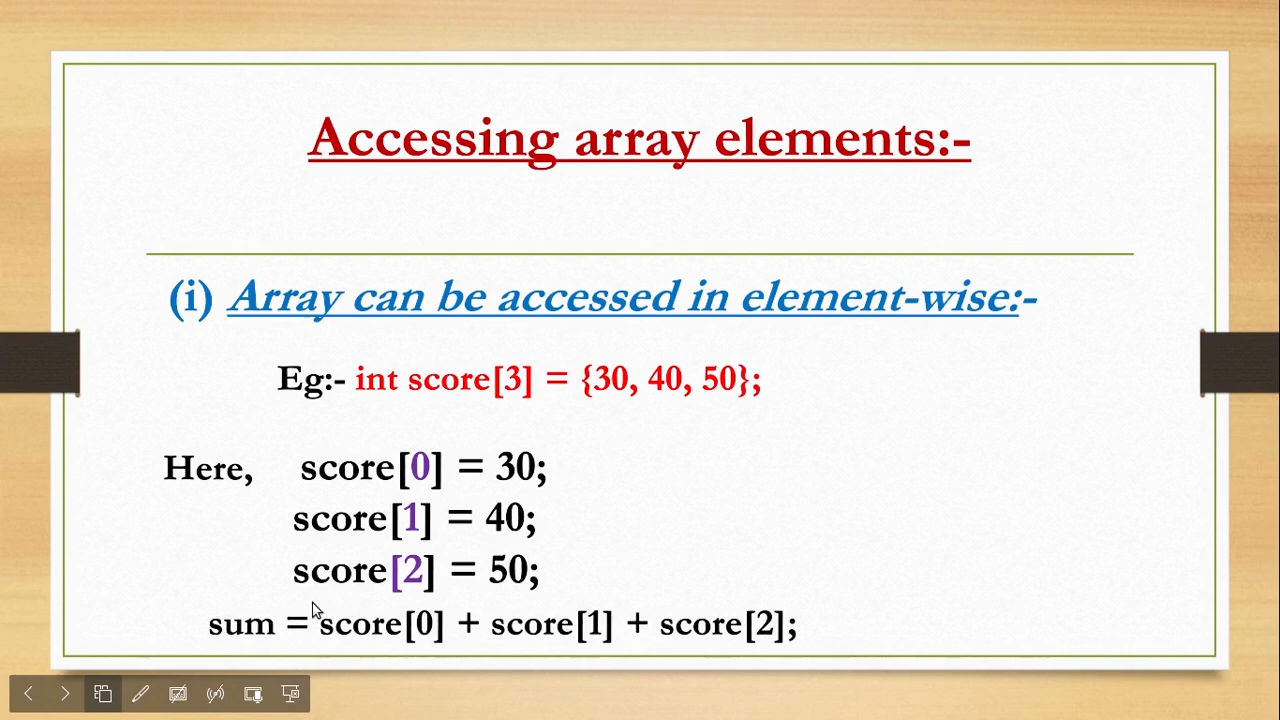 Accessing array elements:-
(i) Array can be accessed in element-wise:-
Eg:- int score[3] = {30, 40, 50};
Here, score[0] = 30;
score[1] = 40;
score[2] = 50;
sum = score[0] + score[1] + score[2];